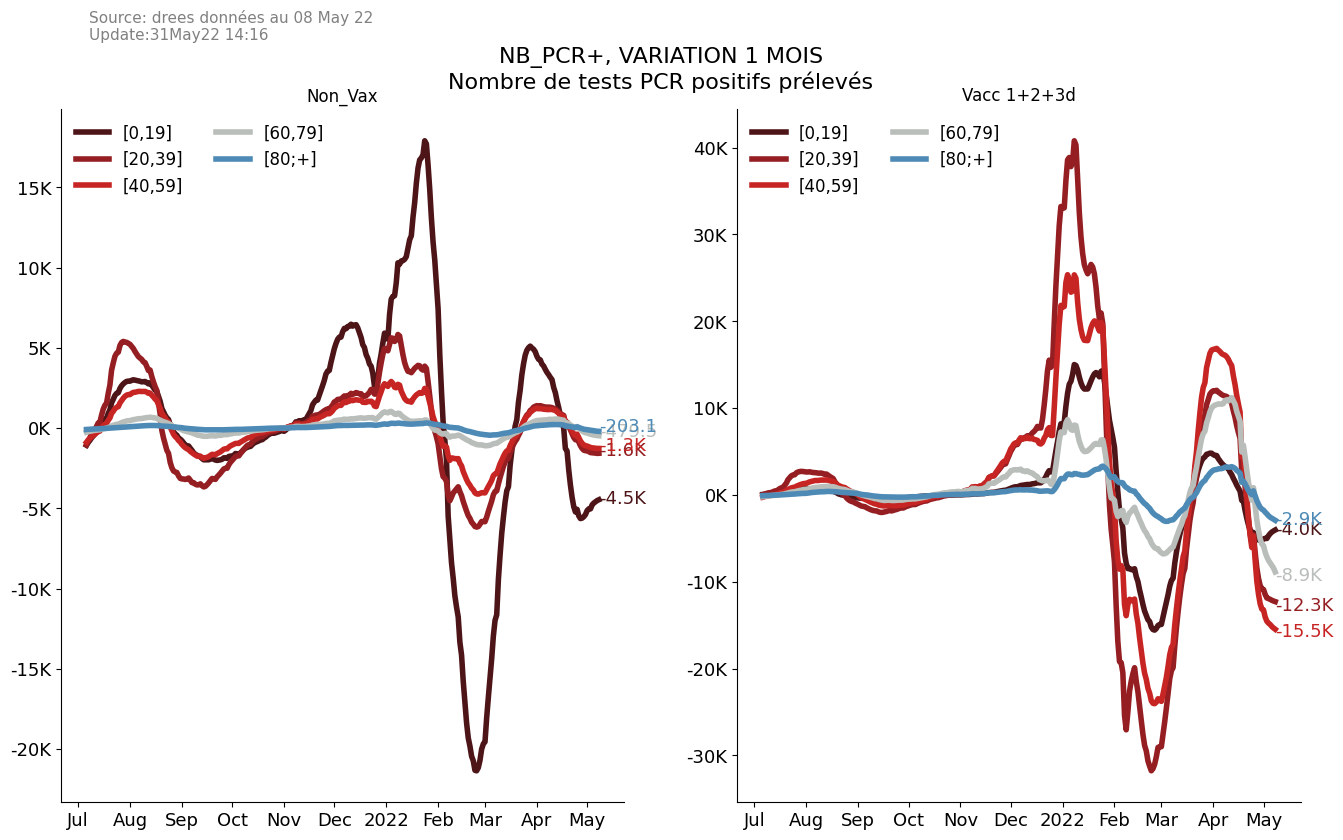 Source: drees données au 08 May 22
Update:31May22 14:16
NB_PCR+, VARIATION 1 MOIS
Nombre de tests PCR positifs prélevés
Non_Vax
[0,19]
[20,39]
[40,59]
[60,79]
[80;+]
15K
10K
5K
0K
-5K
-10K
-15K
-20K
-203.1
-1.3K
-1.6K
-4.5K
Jul Aug Sep Oct Nov Dec 2022 Feb Mar Apr May
Vacc 1+2+3d
[0,19]
[20,39]
[40,59]
[60,79]
[80;+]
40K
30K
20K
10K
0K
-10K
-20K
-30K
-2.9K
-4.0K
-8.9K
-12.3K
-15.5K
Jul Aug Sep Oct Nov Dec 2022 Feb Mar Apr May